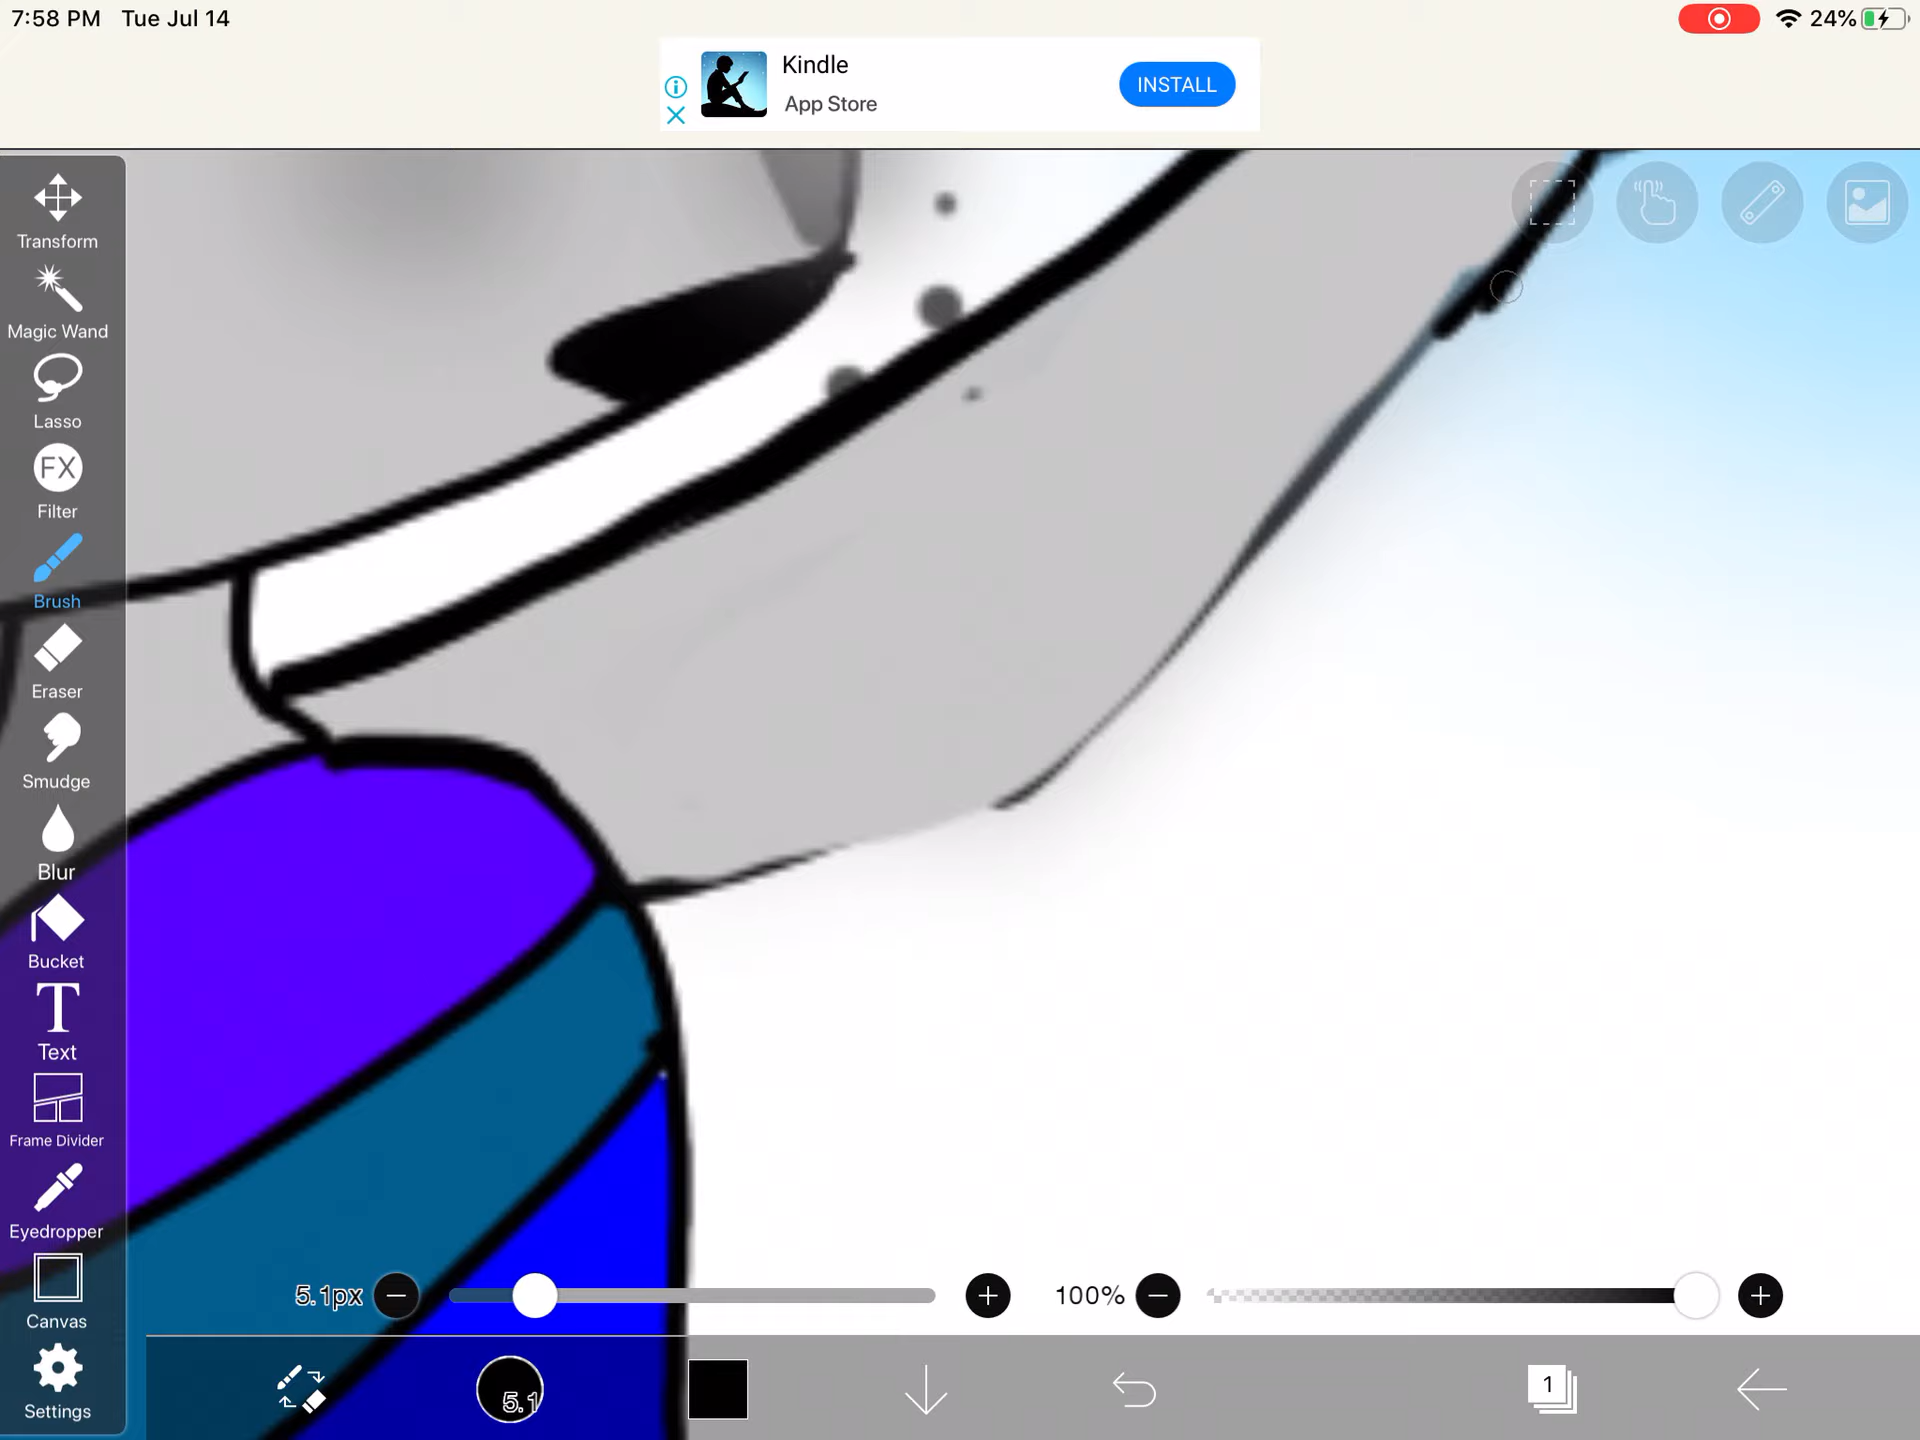 7:58 PM Tue Jul 14
24%
Kindle
App Store
INSTALL
Transform
Magic Wand
Lasso
FX
Filter
Brush
Eraser
Smudge
Blur
Bucket
T
Text
Frame Divider
Eyedropper
Canvas
Settings
5.1px
100%
5.1
1